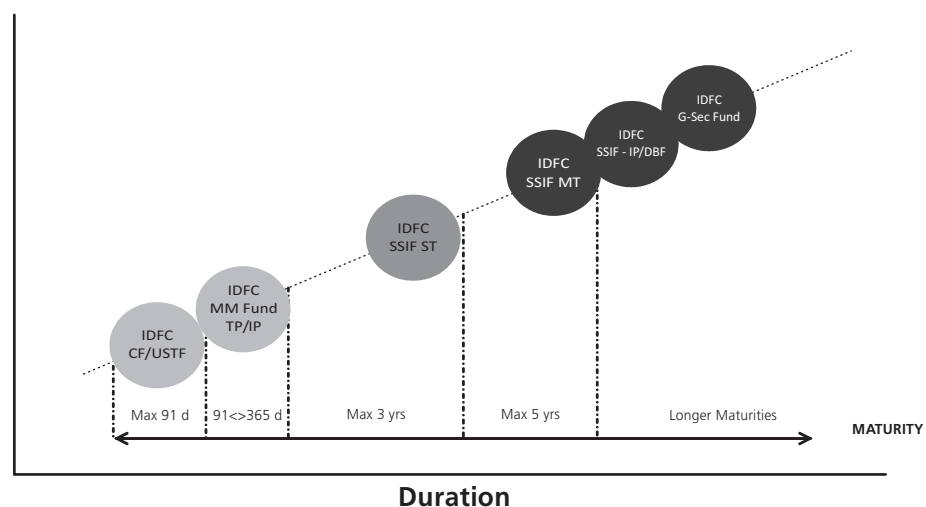 IDFC
G-Sec Fund
IDFC
SSIF - IP/DBF
IDFC
SSIF MT
IDFC
SSIF ST
IDFC
MM Fund
TP/IP
IDFC
CF/USTF
Max 91 d
91<>365 d
Max 3 yrs
Max 5 yrs
Longer Maturities
MATURITY
Duration